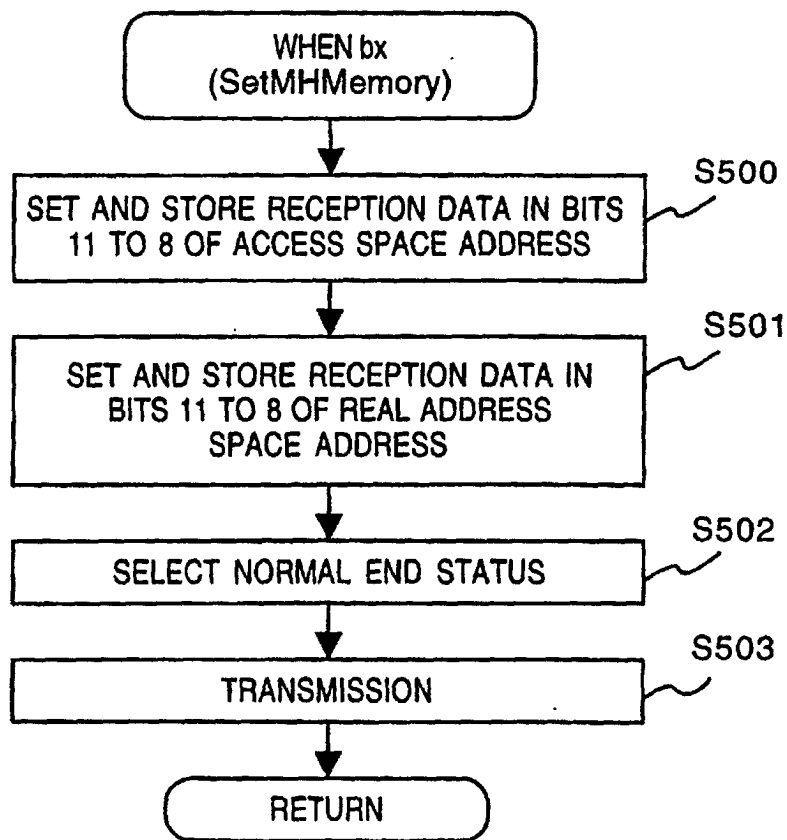 WHEN bx
(SetMHMemory)
S500
SET AND STORE RECEPTION DATA IN BITS
11 TO 8 OF ACCESS SPACE ADDRESS
S501
SET AND STORE RECEPTION DATA IN
BITS 11 TO 8 OF REAL ADDRESS
SPACE ADDRESS
S502
SELECT NORMAL END STATUS
S503
TRANSMISSION
RETURN